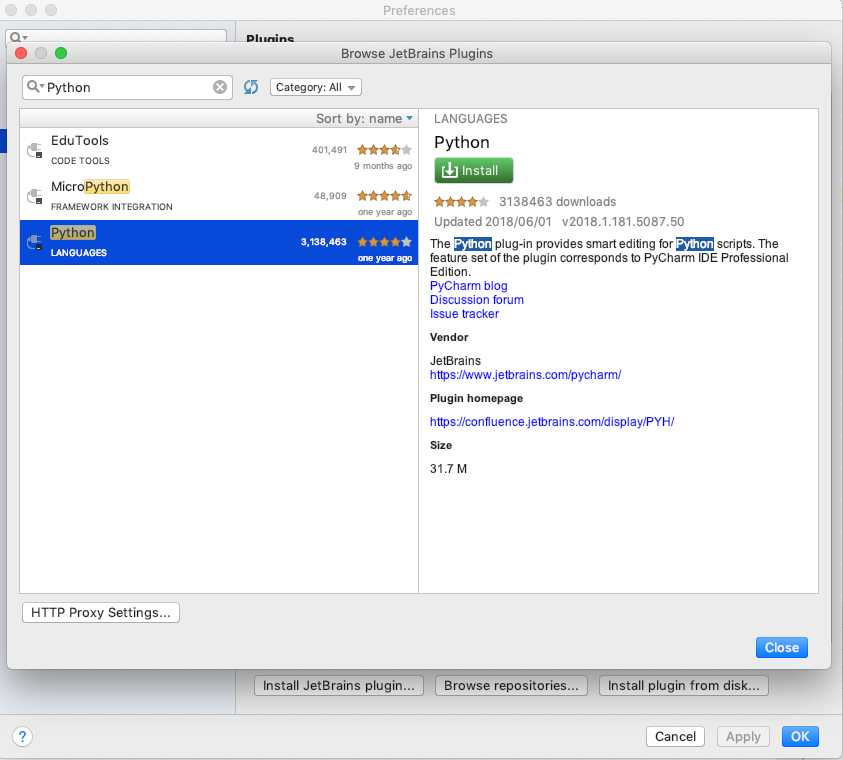 Preferences
Plugins
Browse JetBrains Plugins
Python
Category: All
Sort by: name
EduTools
401,491
CODE TOOLS
9 months ago
MicroPython
48,909
FRAMEWORK INTEGRATION
one year ago
Python
3,138,463
LANGUAGES
one year ago
LANGUAGES
Python
Install
3138463 downloads
Updated 2018/06/01 v2018.1.181.5087.50
The Python plug-in provides smart editing for Python scripts. The
feature set of the plugin corresponds to PyCharm IDE Professional
Edition.
PyCharm blog
Discussion forum
Issue tracker
Vendor
JetBrains
https://www.jetbrains.com/pycharm/
Plugin homepage
https://confluence.jetbrains.com/display/PYH/
Size
31.7 M
HTTP Proxy Settings...
Close
Install JetBrains plugin...
Browse repositories...
Install plugin from disk...
?
Cancel
Apply
OK